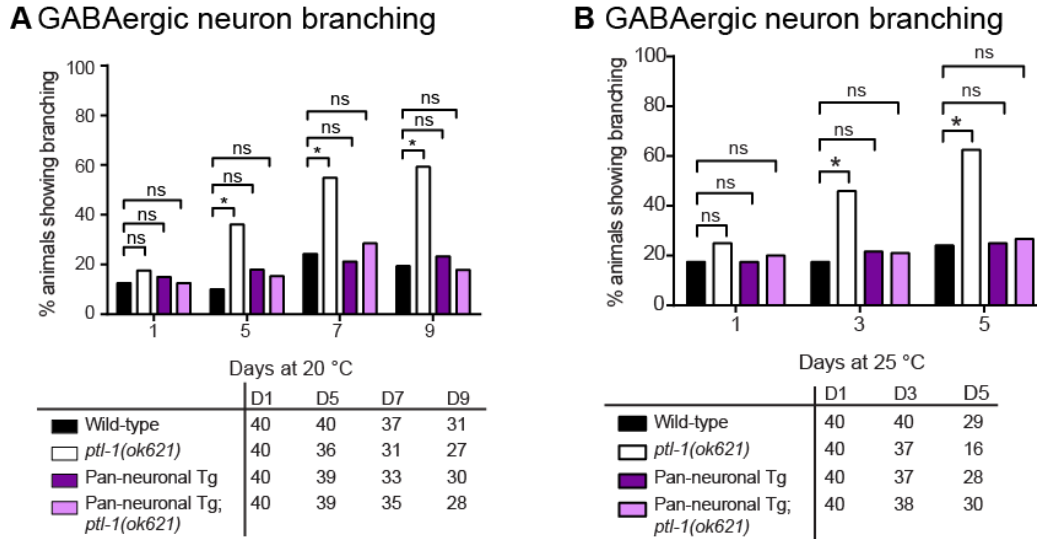 A GABAergic neuron branching
% animals showing branching
100
80
60
40
20
0
ns
ns
ns
ns
ns
*
ns
ns
*
ns
ns
*
1 5 7 9
Days at 20 °C
D1 D5 D7 D9
Wild-type 40 40 37 31
ptl-1(ok621) 40 36 31 27
Pan-neuronal Tg 40 39 33 30
Pan-neuronal Tg; 40 39 35 28
ptl-1(ok621)
B GABAergic neuron branching
% animals showing branching
100
80
60
40
20
0
ns
ns
ns
ns
ns
*
ns
ns
*
1 3 5
Days at 25 °C
D1 D3 D5
Wild-type 40 40 29
ptl-1(ok621) 40 37 16
Pan-neuronal Tg 40 37 28
Pan-neuronal Tg; 40 38 30
ptl-1(ok621)